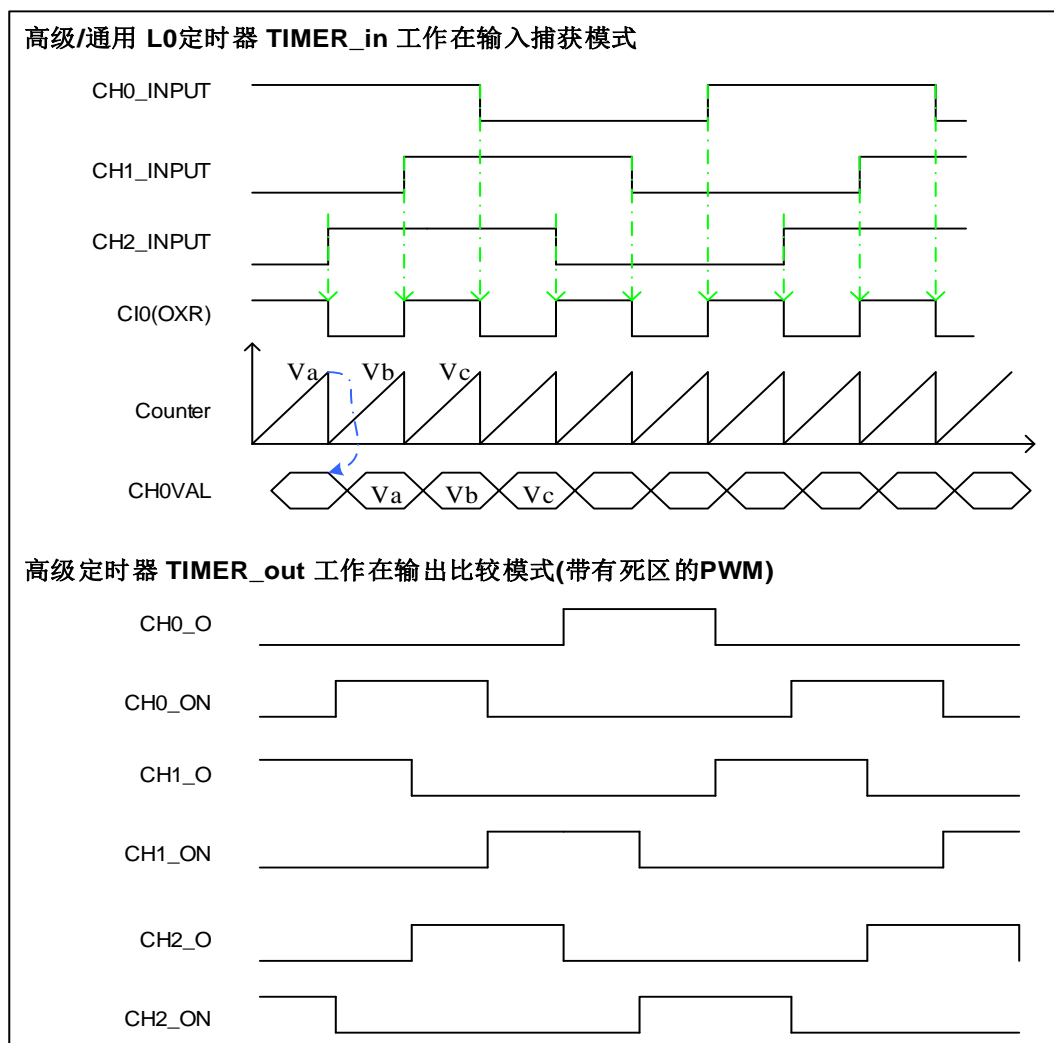 高级/通用 L0定时器 TIMER_in 工作在输入捕获模式
CH0_INPUT
CH1_INPUT
CH2_INPUT
CI0(OXR)
Va Vb Vc
Counter
CH0VAL Va Vb Vc
高级定时器 TIMER_out 工作在输出比较模式(带有死区的PWM)
CH0_O
CH0_ON
CH1_O
CH1_ON
CH2_O
CH2_ON